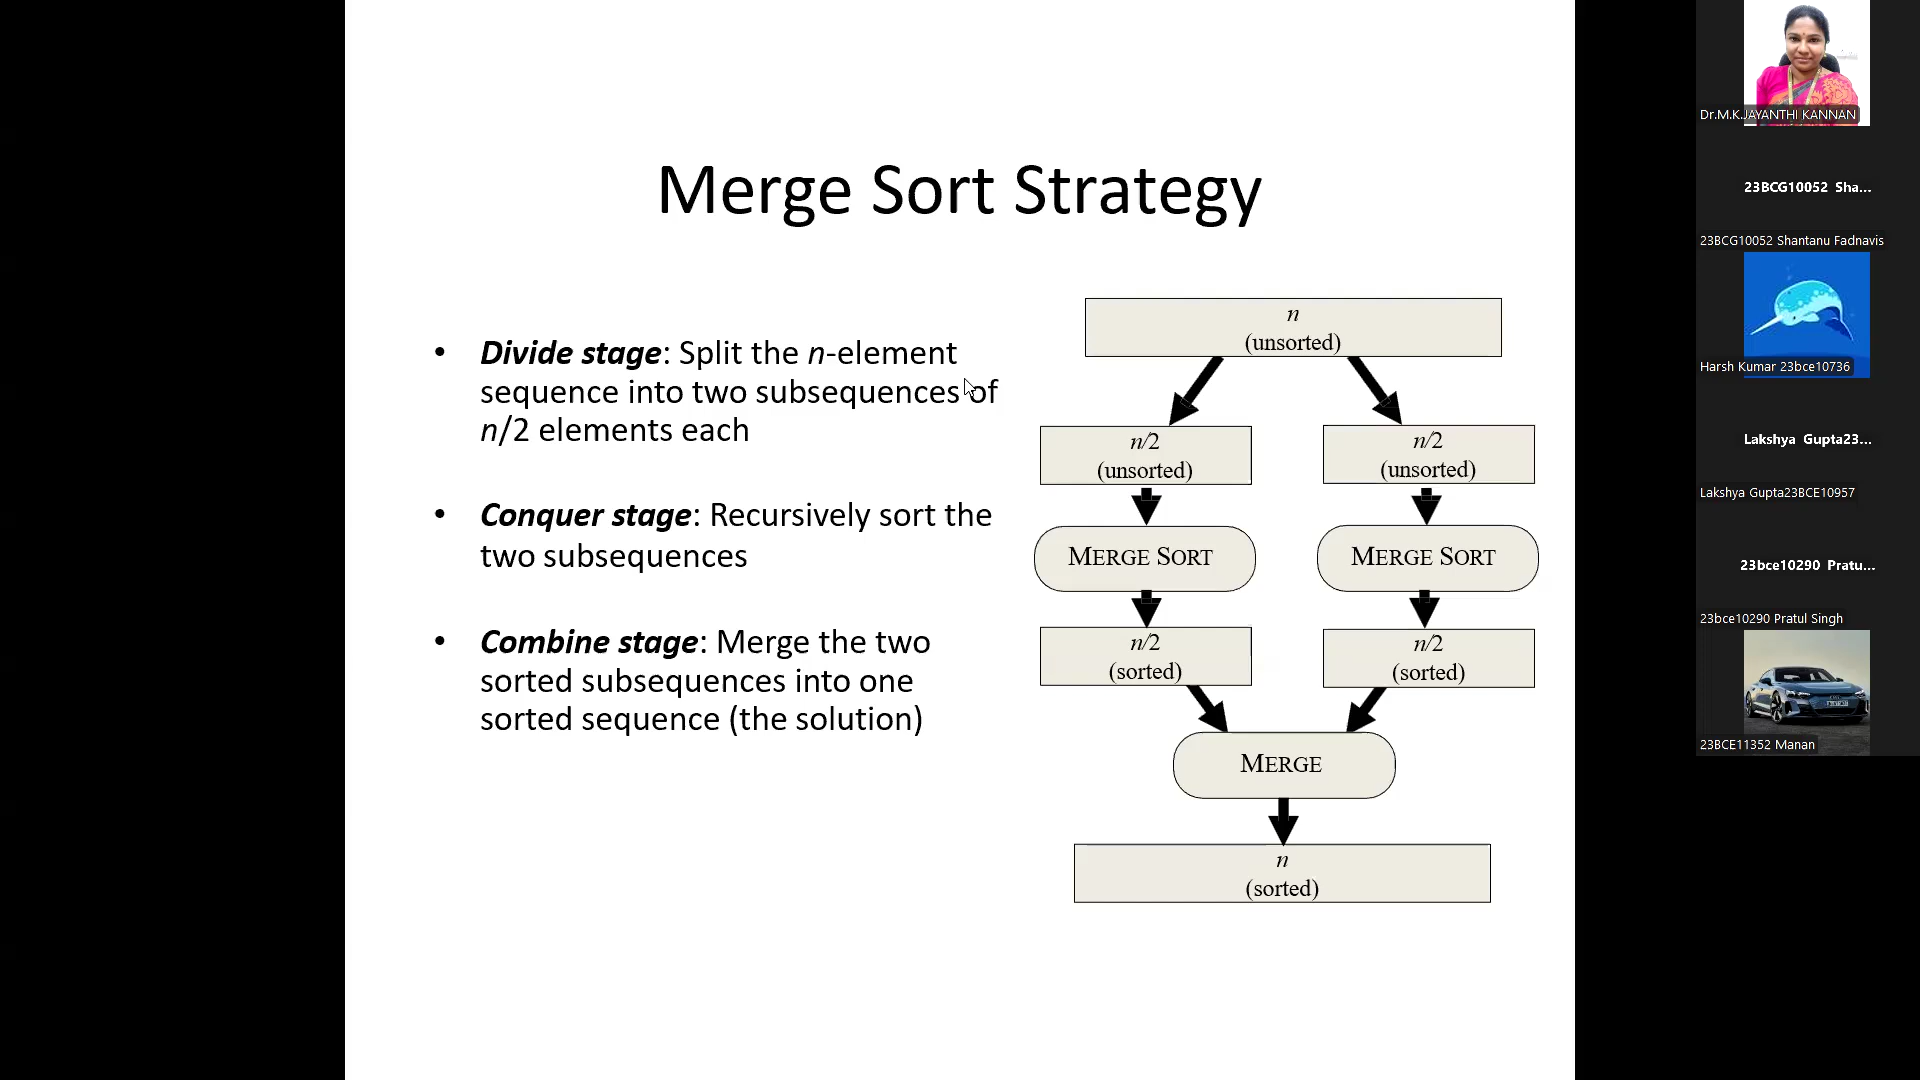 Merge Sort Strategy
• Divide stage: Split the n-element
sequence into two subsequences of
n/2 elements each
• Conquer stage: Recursively sort the
two subsequences
• Combine stage: Merge the two
sorted subsequences into one
sorted sequence (the solution)
n
(unsorted)
n/2
(unsorted)
n/2
(unsorted)
MERGE SORT
MERGE SORT
n/2
(sorted)
n/2
(sorted)
MERGE
n
(sorted)
Dr.M.K.JAYANTHI KANNAN
23BCG10052 Sha...
23BCG10052 Shantanu Fadnavis
Harsh Kumar 23bce10736
Lakshya Gupta23...
Lakshya Gupta23BCE10957
23bce10290 Pratu...
23bce10290 Pratul Singh
23BCE11352 Manan